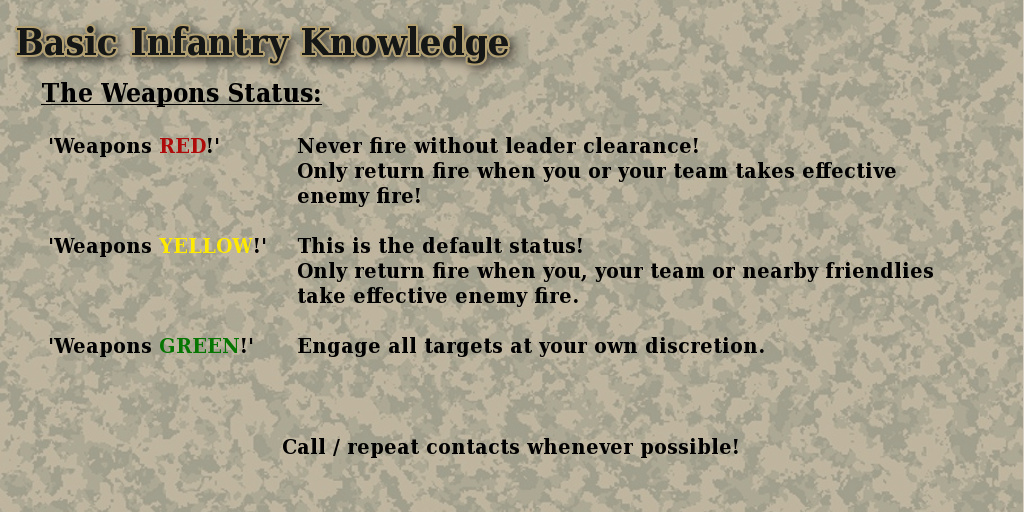 Basic Infantry Knowledge
The Weapons Status:
'Weapons RED!' Never fire without leader clearance!
Only return fire when you or your team takes effective
enemy fire!
'Weapons YELLOW!' This is the default status!
Only return fire when you, your team or nearby friendlies
take effective enemy fire.
'Weapons GREEN!' Engage all targets at your own discretion.
Call / repeat contacts whenever possible!